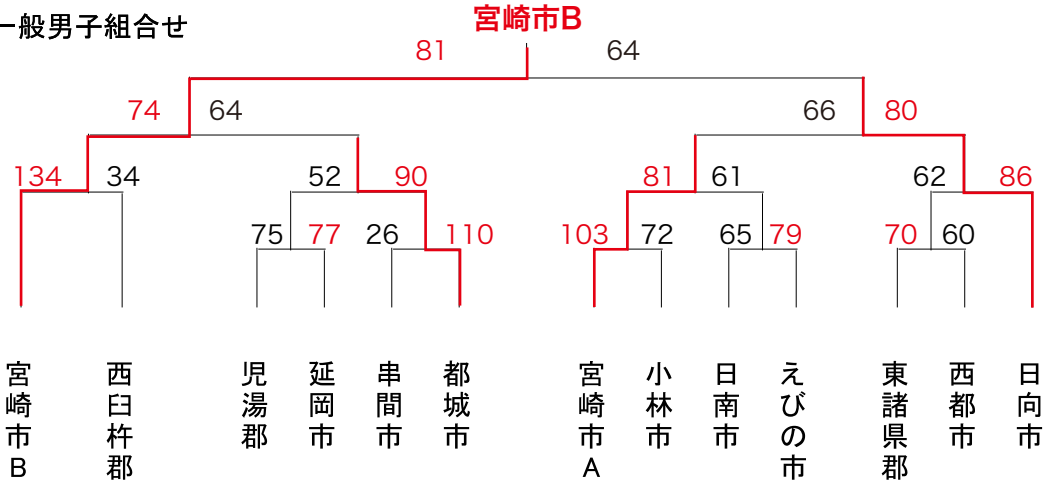 宮崎市B
一般男子組合せ
81 64
74 64 66 80
134 34 52 90 81 61 62 86
75 77 26 110 103 72 65 79 70 60
宮崎市B
西臼杵郡
児湯郡
延岡市
串間市
都城市
宮崎市A
小林市
日南市
えびの市
東諸県郡
西都市
日向市